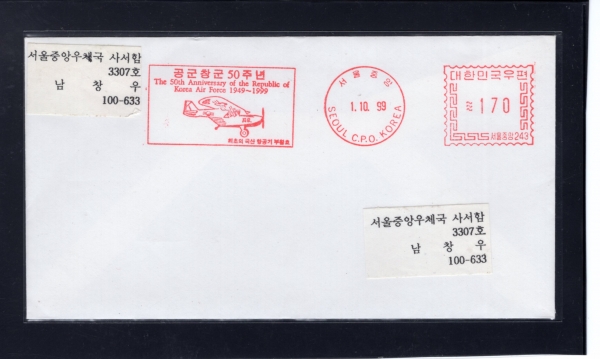 서울중앙우체국 사서함
3307호
남 창 우
100-633
공군창군 50주년
The 50th Anniversary of the Republic of
Korea Air Force 1949~1999
최초의 국산 항공기 부활호
서울중앙
1. 10. 99
SEOUL C.P.O. KOREA
대한민국우편
170
서울중앙243
서울중앙우체국 사서함
3307호
남 창 우
100-633